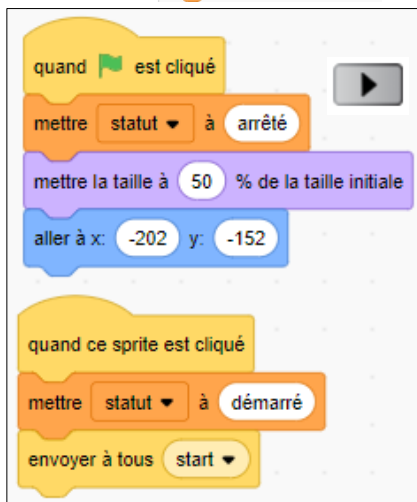 quand est cliqué
mettre statut à arrêté
mettre la taille à 50 % de la taille initiale
aller à x: -202 y: -152
quand ce sprite est cliqué
mettre statut à démarré
envoyer à tous start